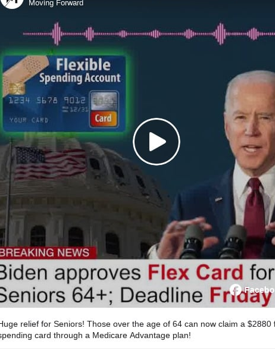 Moving Forward
Flexible
Spending Account
1234 5678 9012
YOUR CARD
Card
BREAKING NEWS
Biden approves Flex Card for
Seniors 64+; Deadline Friday
Huge relief for Seniors! Those over the age of 64 can now claim a $2880
spending card through a Medicare Advantage plan!